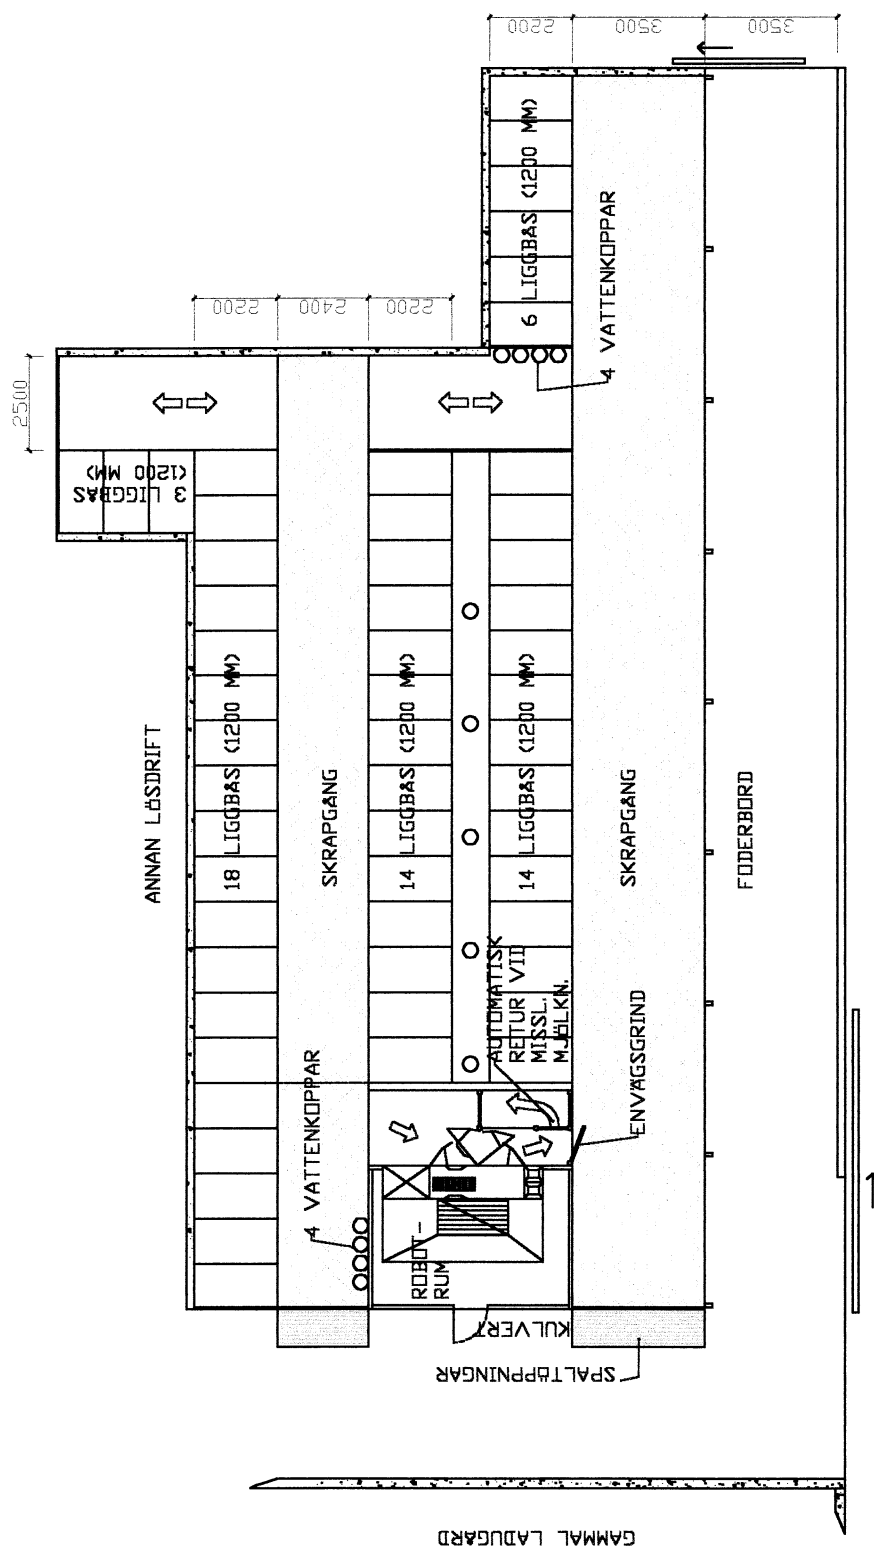 2200
3500
3500
6 LIGGBÅS (1200 MM)
4 VATTENKOPPAR
2200
2400
2200
2500
3 LIGGBÅS
(1200 MM)
ANNAN LÖSDRIFT
18 LIGGBÅS (1200 MM)
SKRAPGÅNG
14 LIGGBÅS (1200 MM)
14 LIGGBÅS (1200 MM)
SKRAPGÅNG
FODERBORD
AUTOMATISK
RETUR VID
MISSL.
MJÖLKN.
ENVÄGSGRIND
4 VATTENKOPPAR
ROBOT-
RUM
KULVERT
SPALTÖPPNINGAR
GAMMAL LADUGÅRD